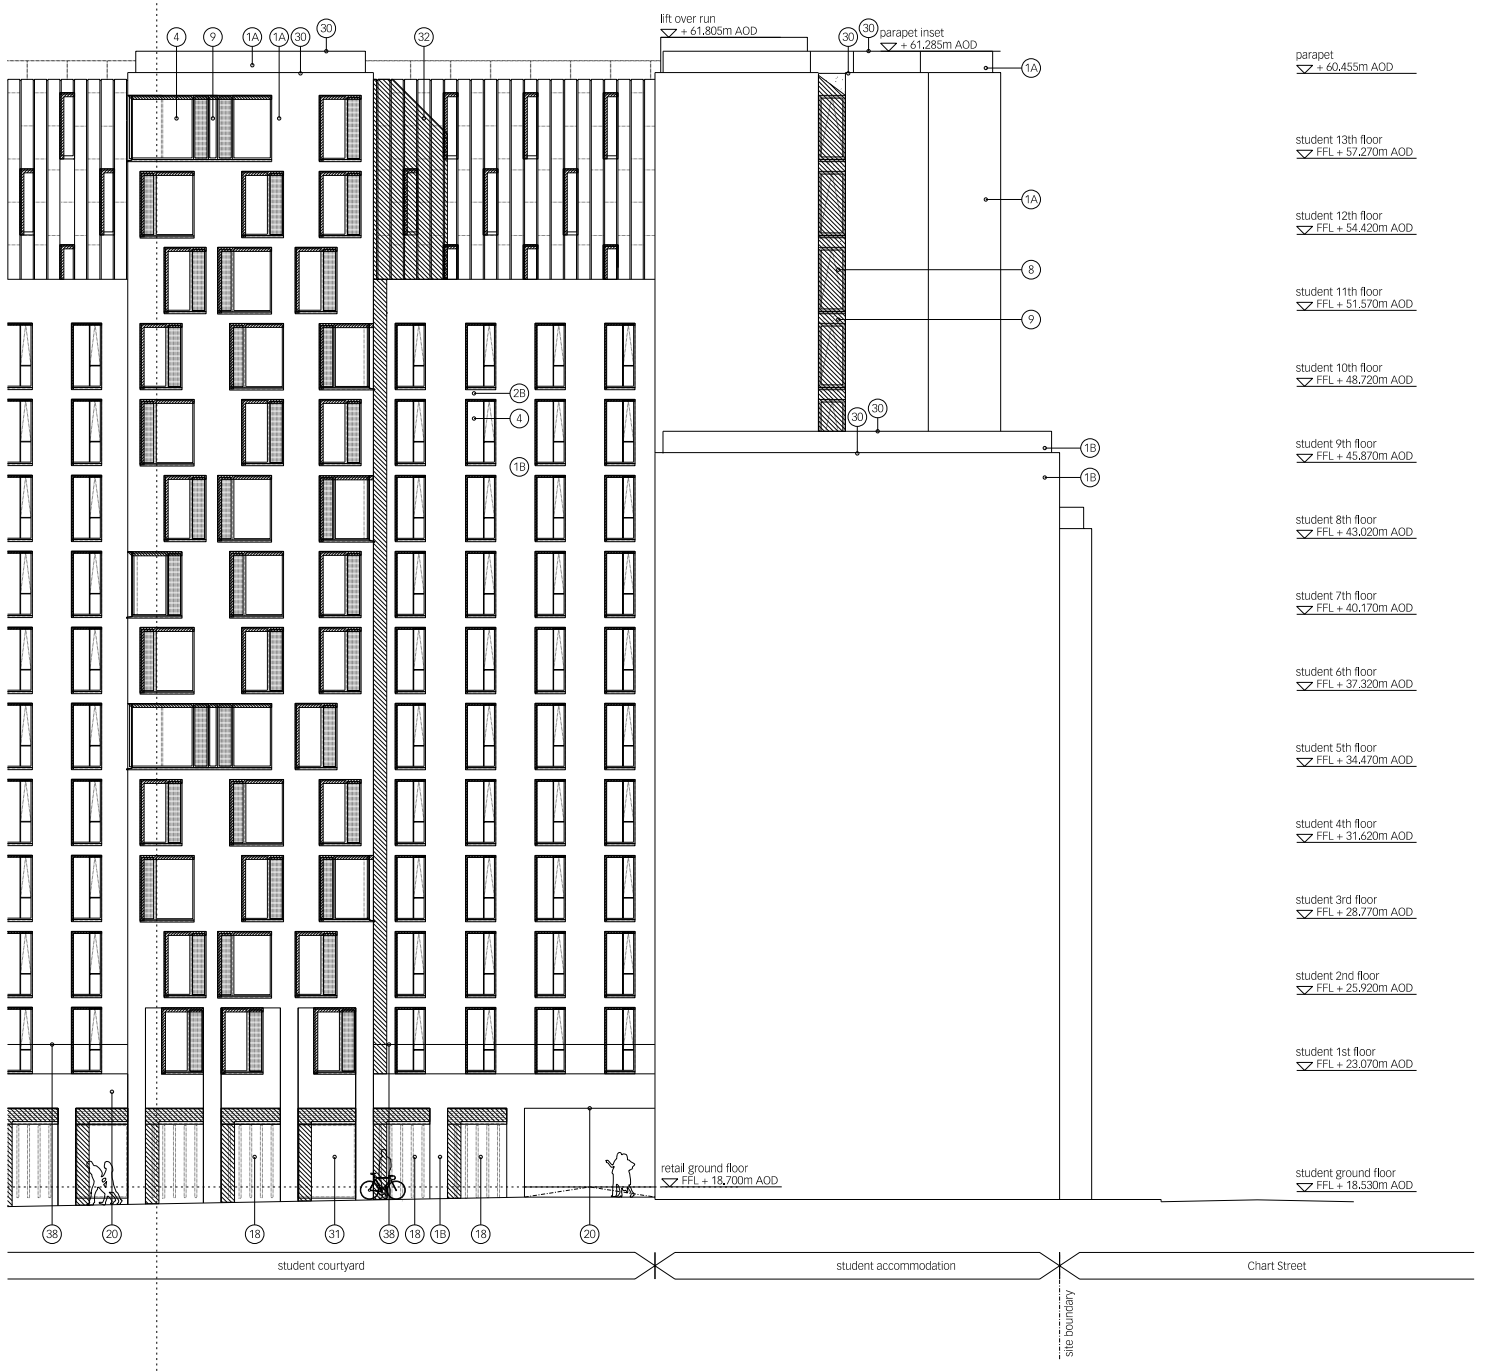 lift over run
+ 61.805m AOD
30
4
9
1A
1A
30
32
30
30
parapet inset
+ 61.285m AOD
1A
parapet
+ 60.455m AOD
student 13th floor
FFL + 57.270m AOD
1A
student 12th floor
FFL + 54.420m AOD
8
student 11th floor
FFL + 51.570m AOD
9
student 10th floor
FFL + 48.720m AOD
2B
4
30
30
1B
student 9th floor
FFL + 45.870m AOD
1B
1B
student 8th floor
FFL + 43.020m AOD
student 7th floor
FFL + 40.170m AOD
student 6th floor
FFL + 37.320m AOD
student 5th floor
FFL + 34.470m AOD
student 4th floor
FFL + 31.620m AOD
student 3rd floor
FFL + 28.770m AOD
student 2nd floor
FFL + 25.920m AOD
student 1st floor
FFL + 23.070m AOD
retail ground floor
FFL + 18.700m AOD
student ground floor
FFL + 18.530m AOD
38
20
18
31
38
18
1B
18
20
student courtyard
student accommodation
Chart Street
site boundary